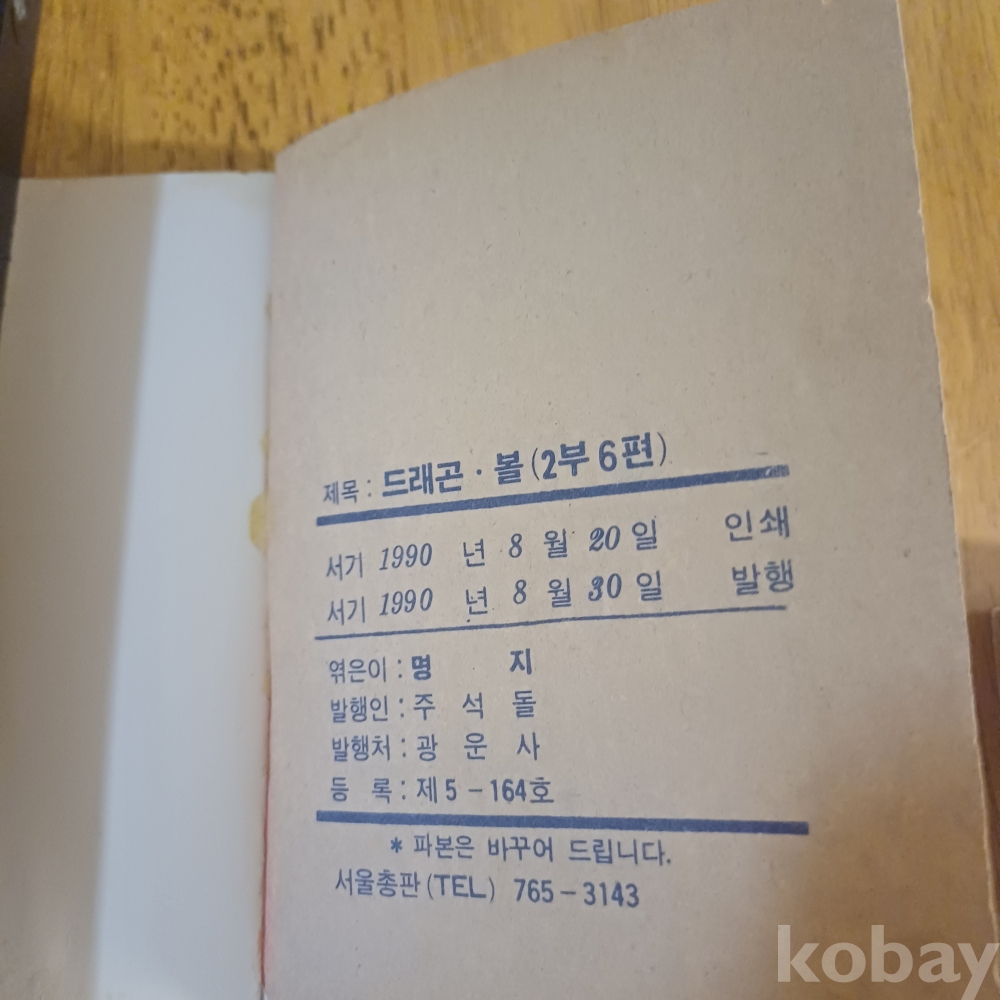 제목 : 드래곤 · 볼 (2부 6편)
서기 1990 년 8 월 20 일 인쇄
서기 1990 년 8 월 30 일 발행
엮은이 : 명 지
발행인 : 주 석 돌
발행처 : 광 운 사
등 록 : 제 5 - 164호
* 파본은 바꾸어 드립니다.
서울총판 (TEL) 765-3143
kobay